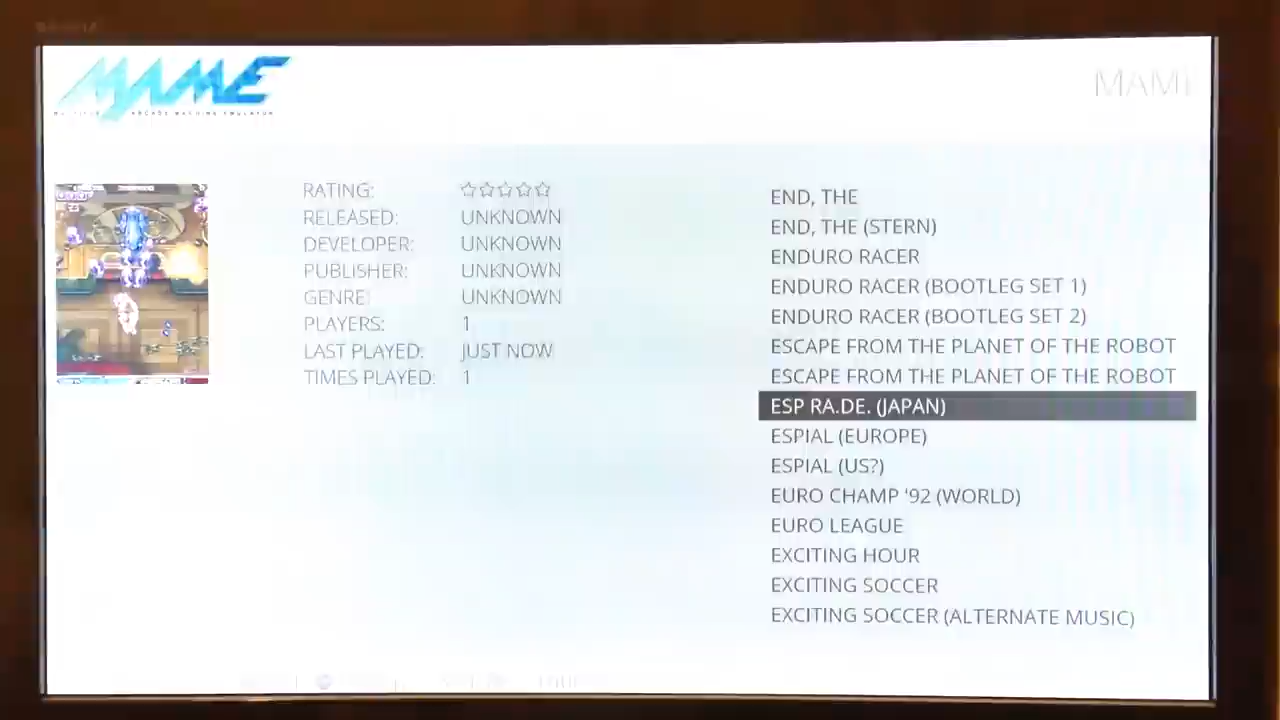 MAME
MAME
RATING:
RELEASED: UNKNOWN
DEVELOPER: UNKNOWN
PUBLISHER: UNKNOWN
GENRE: UNKNOWN
PLAYERS: 1
LAST PLAYED: JUST NOW
TIMES PLAYED: 1
END, THE
END, THE (STERN)
ENDURO RACER
ENDURO RACER (BOOTLEG SET 1)
ENDURO RACER (BOOTLEG SET 2)
ESCAPE FROM THE PLANET OF THE ROBOT
ESCAPE FROM THE PLANET OF THE ROBOT
ESP RA.DE. (JAPAN)
ESPIAL (EUROPE)
ESPIAL (US?)
EURO CHAMP '92 (WORLD)
EURO LEAGUE
EXCITING HOUR
EXCITING SOCCER
EXCITING SOCCER (ALTERNATE MUSIC)